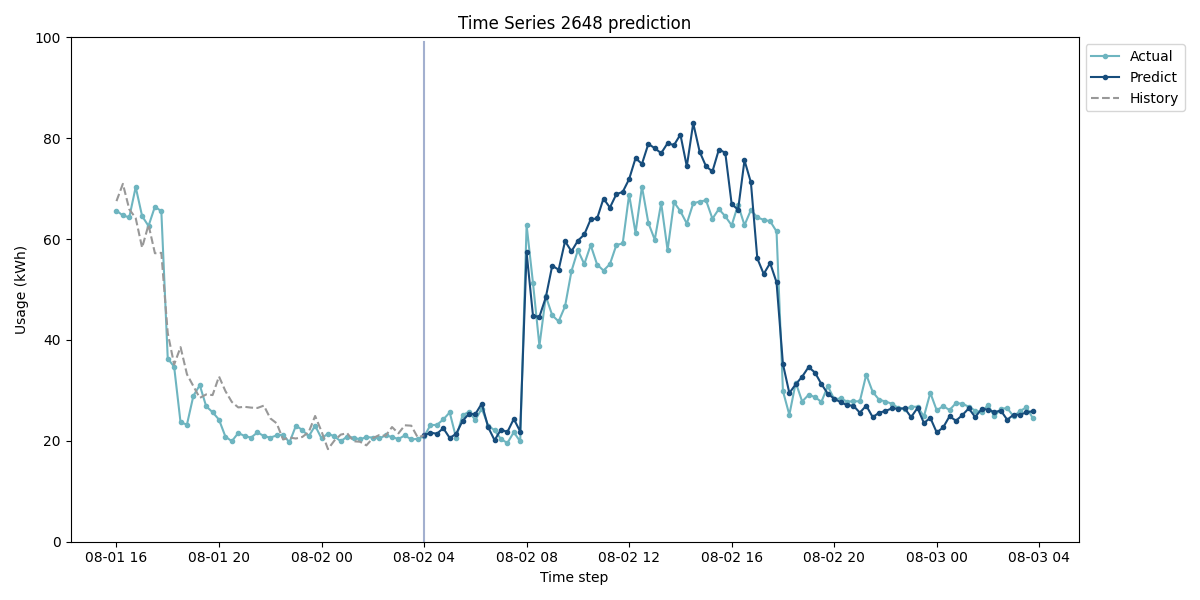 Time Series 2648 prediction
100
80
60
40
20
0
Usage (kWh)
08-01 16
08-01 20
08-02 00
08-02 04
08-02 08
08-02 12
08-02 16
08-02 20
08-03 00
08-03 04
Time step
Actual
Predict
History